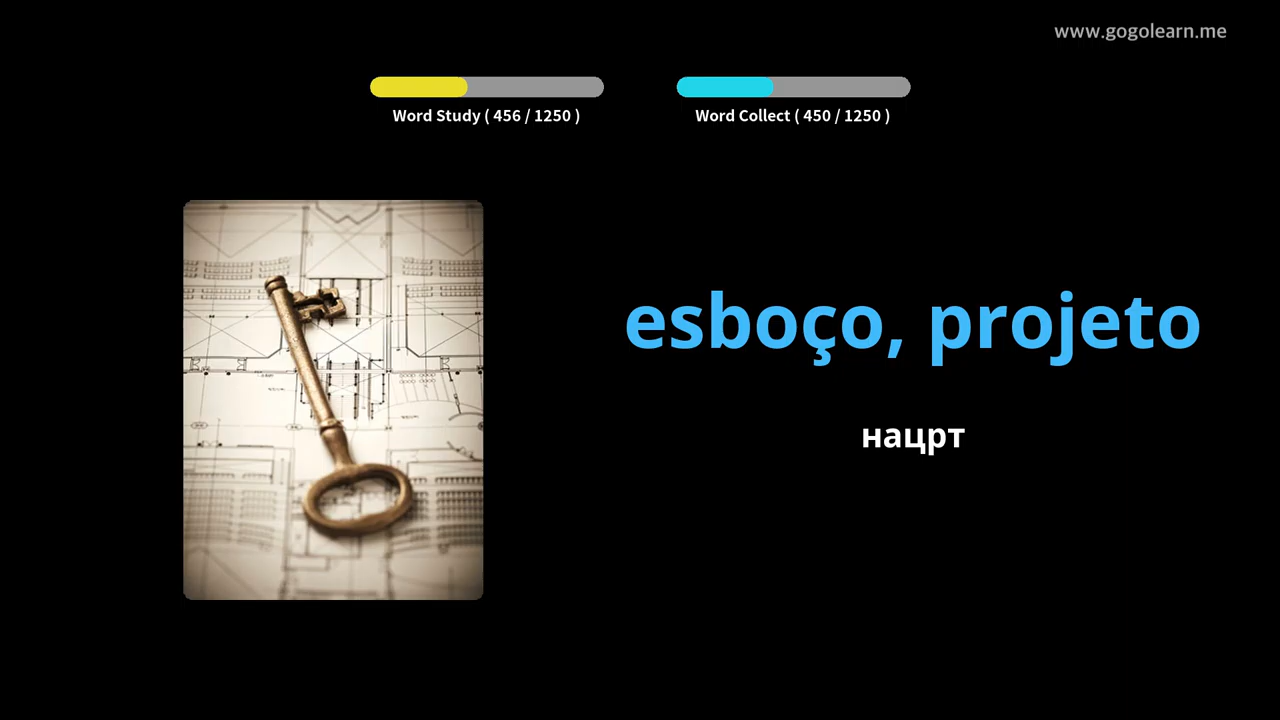 www.gogolearn.me
Word Study ( 456 / 1250 )
Word Collect ( 450 / 1250 )
esboço, projeto
нацрт